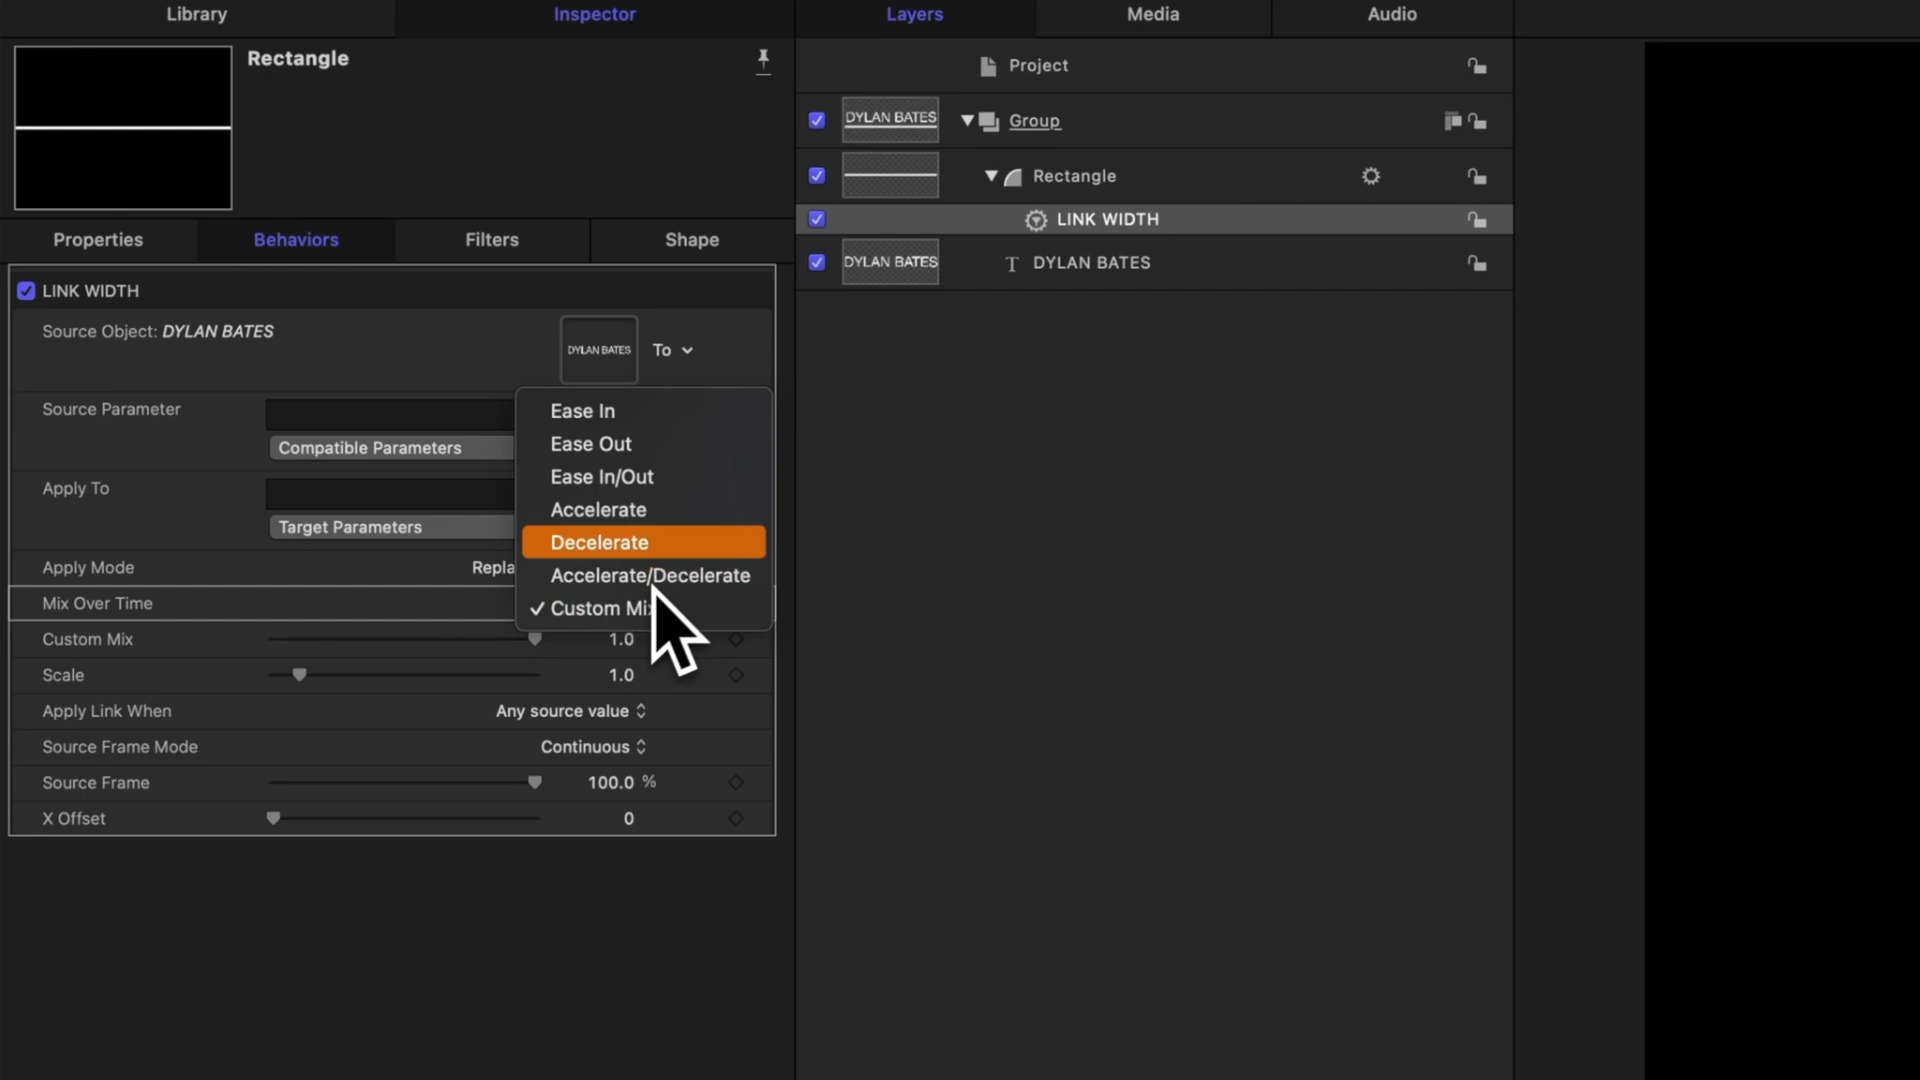 Library
Inspector
Layers
Media
Audio
Rectangle
Project
DYLAN BATES
Group
Rectangle
LINK WIDTH
DYLAN BATES
DYLAN BATES
Properties
Behaviors
Filters
Shape
LINK WIDTH
Source Object: DYLAN BATES
DYLAN BATES
To
Source Parameter
Compatible Parameters
Apply To
Target Parameters
Apply Mode
Repla
Mix Over Time
Ease In
Ease Out
Ease In/Out
Accelerate
Decelerate
Accelerate/Decelerate
Custom Mix
Custom Mix 1.0
Scale 1.0
Apply Link When Any source value
Source Frame Mode Continuous
Source Frame 100.0 %
X Offset 0